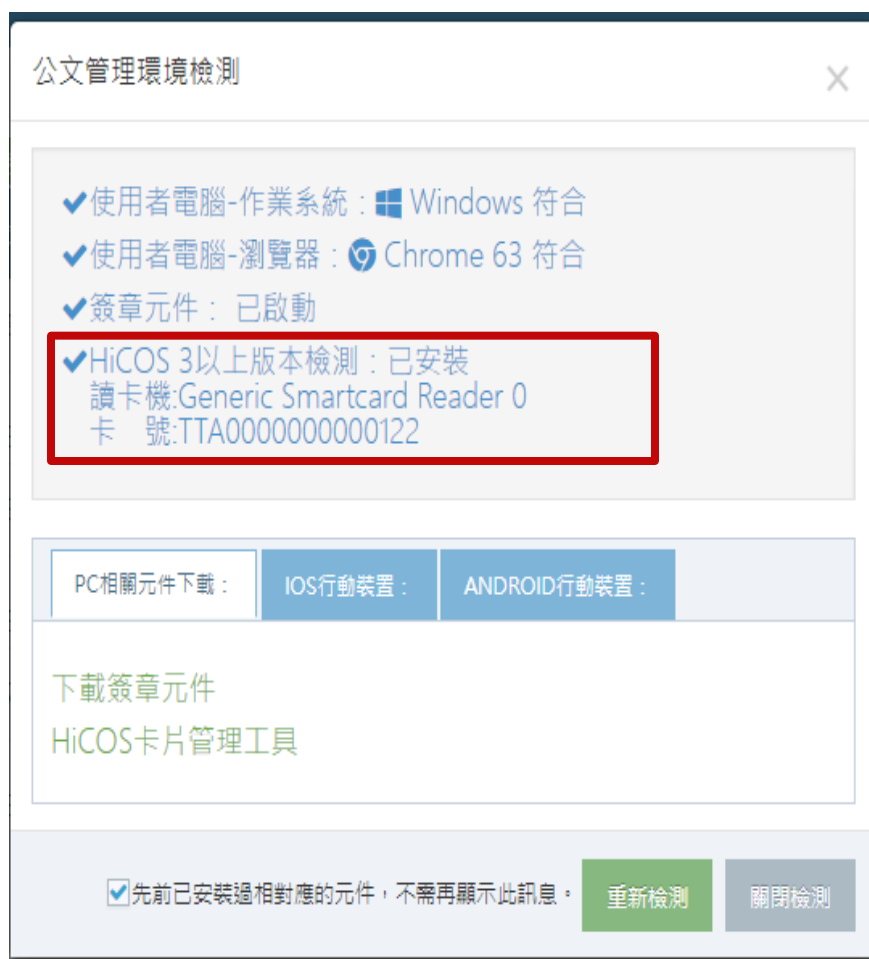 公文管理環境檢測
使用者電腦-作業系統：Windows 符合
使用者電腦-瀏覽器：Chrome 63 符合
簽章元件： 已啟動
HiCOS 3以上版本檢測：已安裝
讀卡機:Generic Smartcard Reader 0
卡　號:TTA0000000000122
PC相關元件下載：
IOS行動裝置：
ANDROID行動裝置：
下載簽章元件
HiCOS卡片管理工具
先前已安裝過相對應的元件，不需再顯示此訊息。
重新檢測
關閉檢測